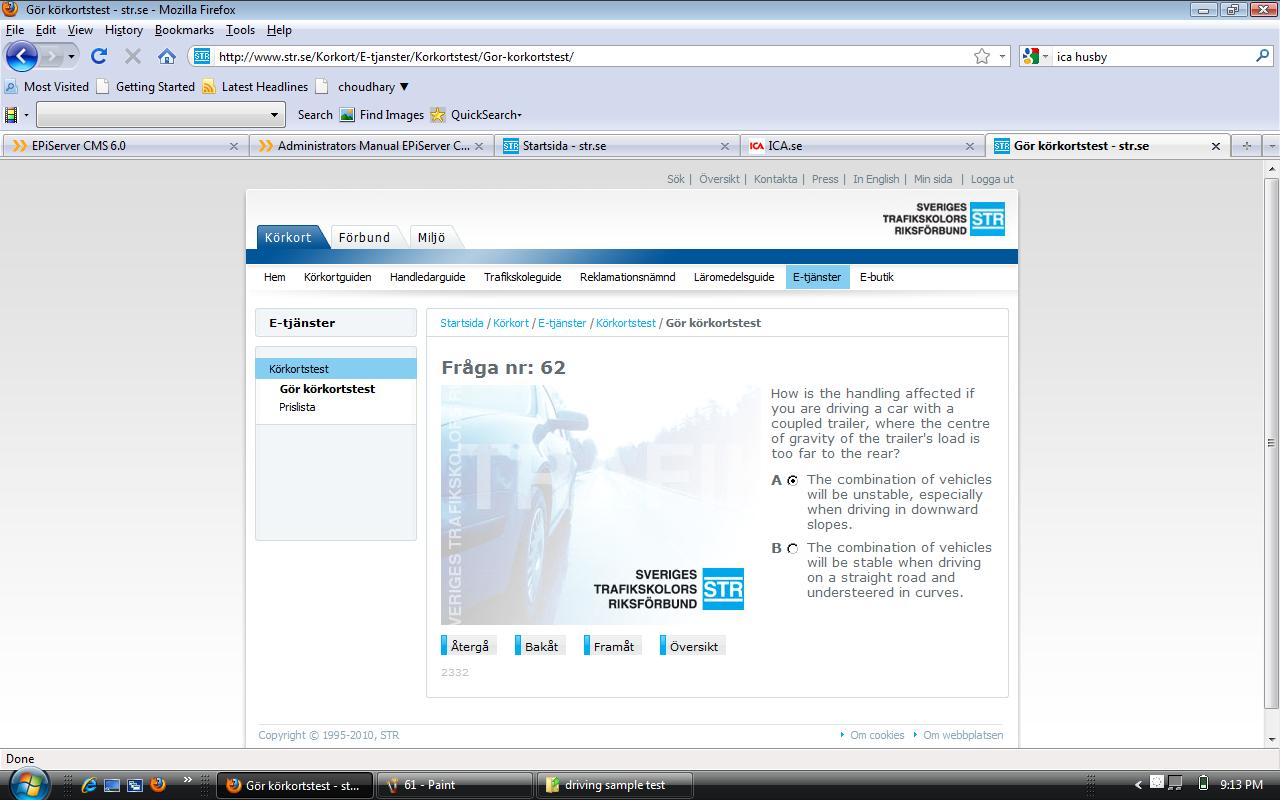 Gör körkortstest - str.se - Mozilla Firefox
File Edit View History Bookmarks Tools Help
STR http://www.str.se/Korkort/E-tjanster/Korkortstest/Gor-korkortstest/ ica husby
Most Visited Getting Started Latest Headlines choudhary ▼
Search Find Images QuickSearch
EPiServer CMS 6.0 Administrators Manual EPiServer C... STR Startsida - str.se ICA ICA.se STR Gör körkortstest - str.se
Sök | Översikt | Kontakta | Press | In English | Min sida | Logga ut
SVERIGES
TRAFIKSKOLORS
RIKSFÖRBUND
STR
Körkort Förbund Miljö
Hem Körkortguiden Handledarguide Trafikskoleguide Reklamationsnämnd Läromedelsguide E-tjänster E-butik
E-tjänster
Körkortstest
Gör körkortstest
Prislista
Startsida / Körkort / E-tjänster / Körkortstest / Gör körkortstest
Fråga nr: 62
VERIGES TRAFIKSKOLORS R
TRAFI
SVERIGES
TRAFIKSKOLORS
RIKSFÖRBUND
STR
How is the handling affected if
you are driving a car with a
coupled trailer, where the centre
of gravity of the trailer's load is
too far to the rear?
A The combination of vehicles
will be unstable, especially
when driving in downward
slopes.
B The combination of vehicles
will be stable when driving
on a straight road and
understeered in curves.
Återgå Bakåt Framåt Översikt
2332
Copyright © 1995-2010, STR Om cookies Om webbplatsen
Done
Gör körkortstest - st... 61 - Paint driving sample test 9:13 PM